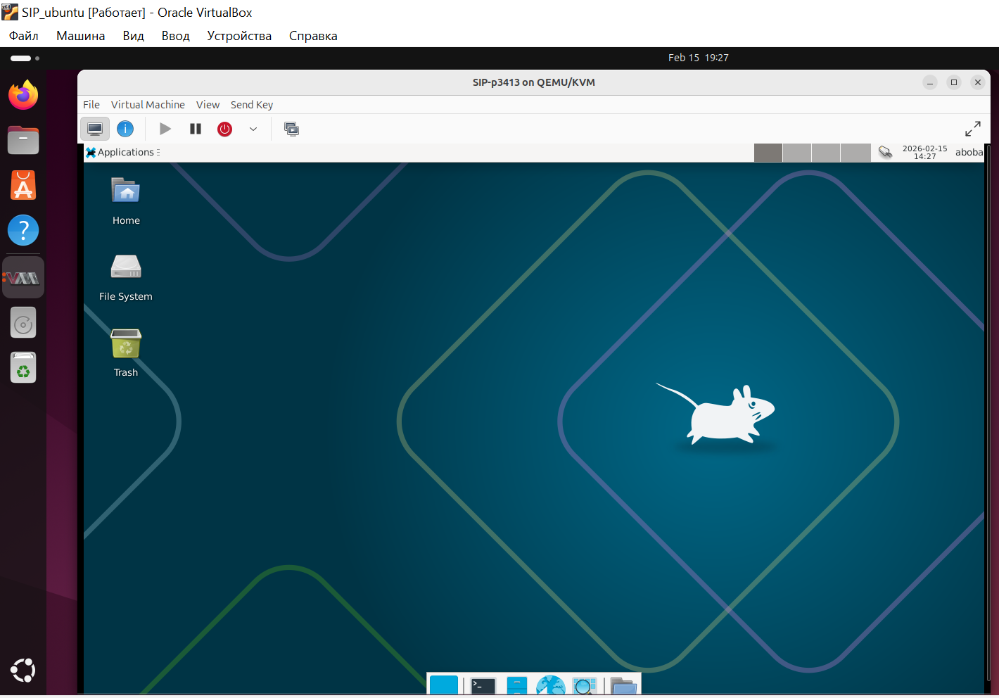 SIP_ubuntu [Работает] - Oracle VirtualBox
Файл Машина Вид Ввод Устройства Справка
Feb 15 19:27
SIP-p3413 on QEMU/KVM
File Virtual Machine View Send Key
Applications
2026-02-15
14:27
aboba
Home
File System
Trash